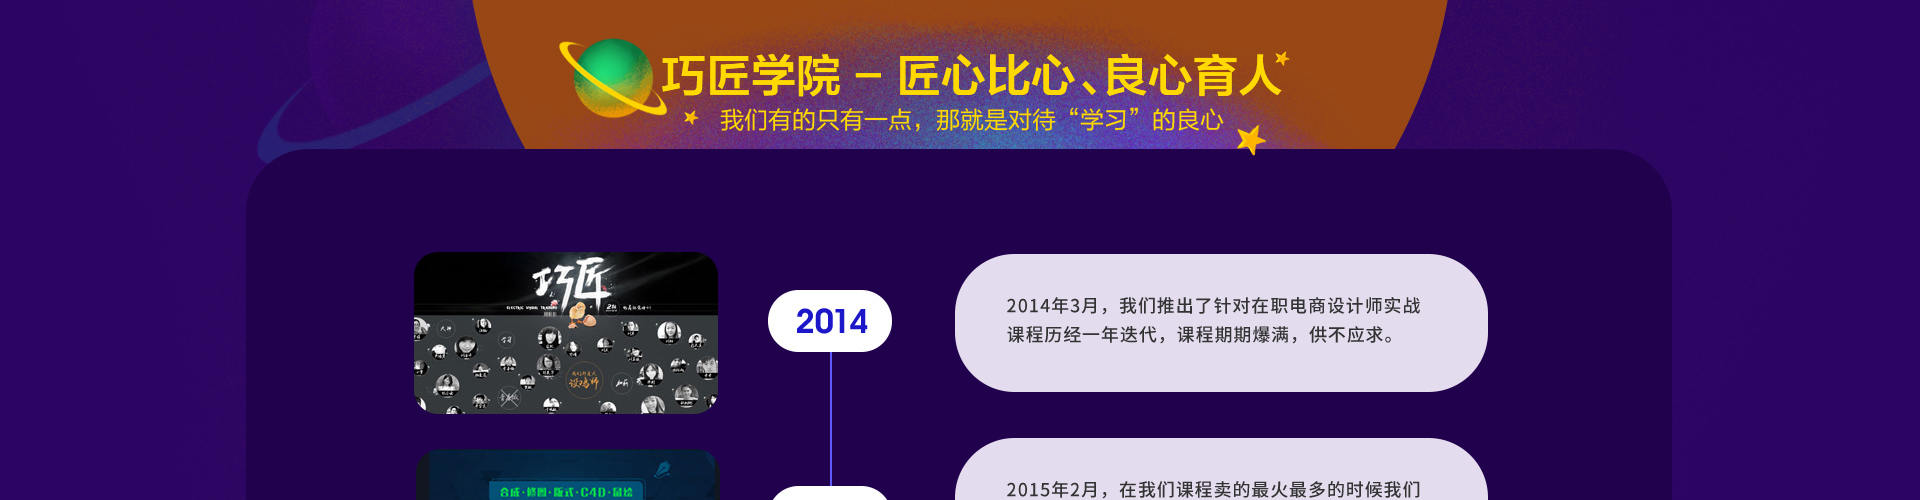 巧匠学院 – 匠心比心、良心育人
我们有的只有一点，那就是对待“学习”的良心
巧匠
2014
2014年3月，我们推出了针对在职电商设计师实战
课程历经一年迭代，课程期期爆满，供不应求。
合成·修图·版式·C4D·鼠绘
2015年2月，在我们课程卖的最火最多的时候我们